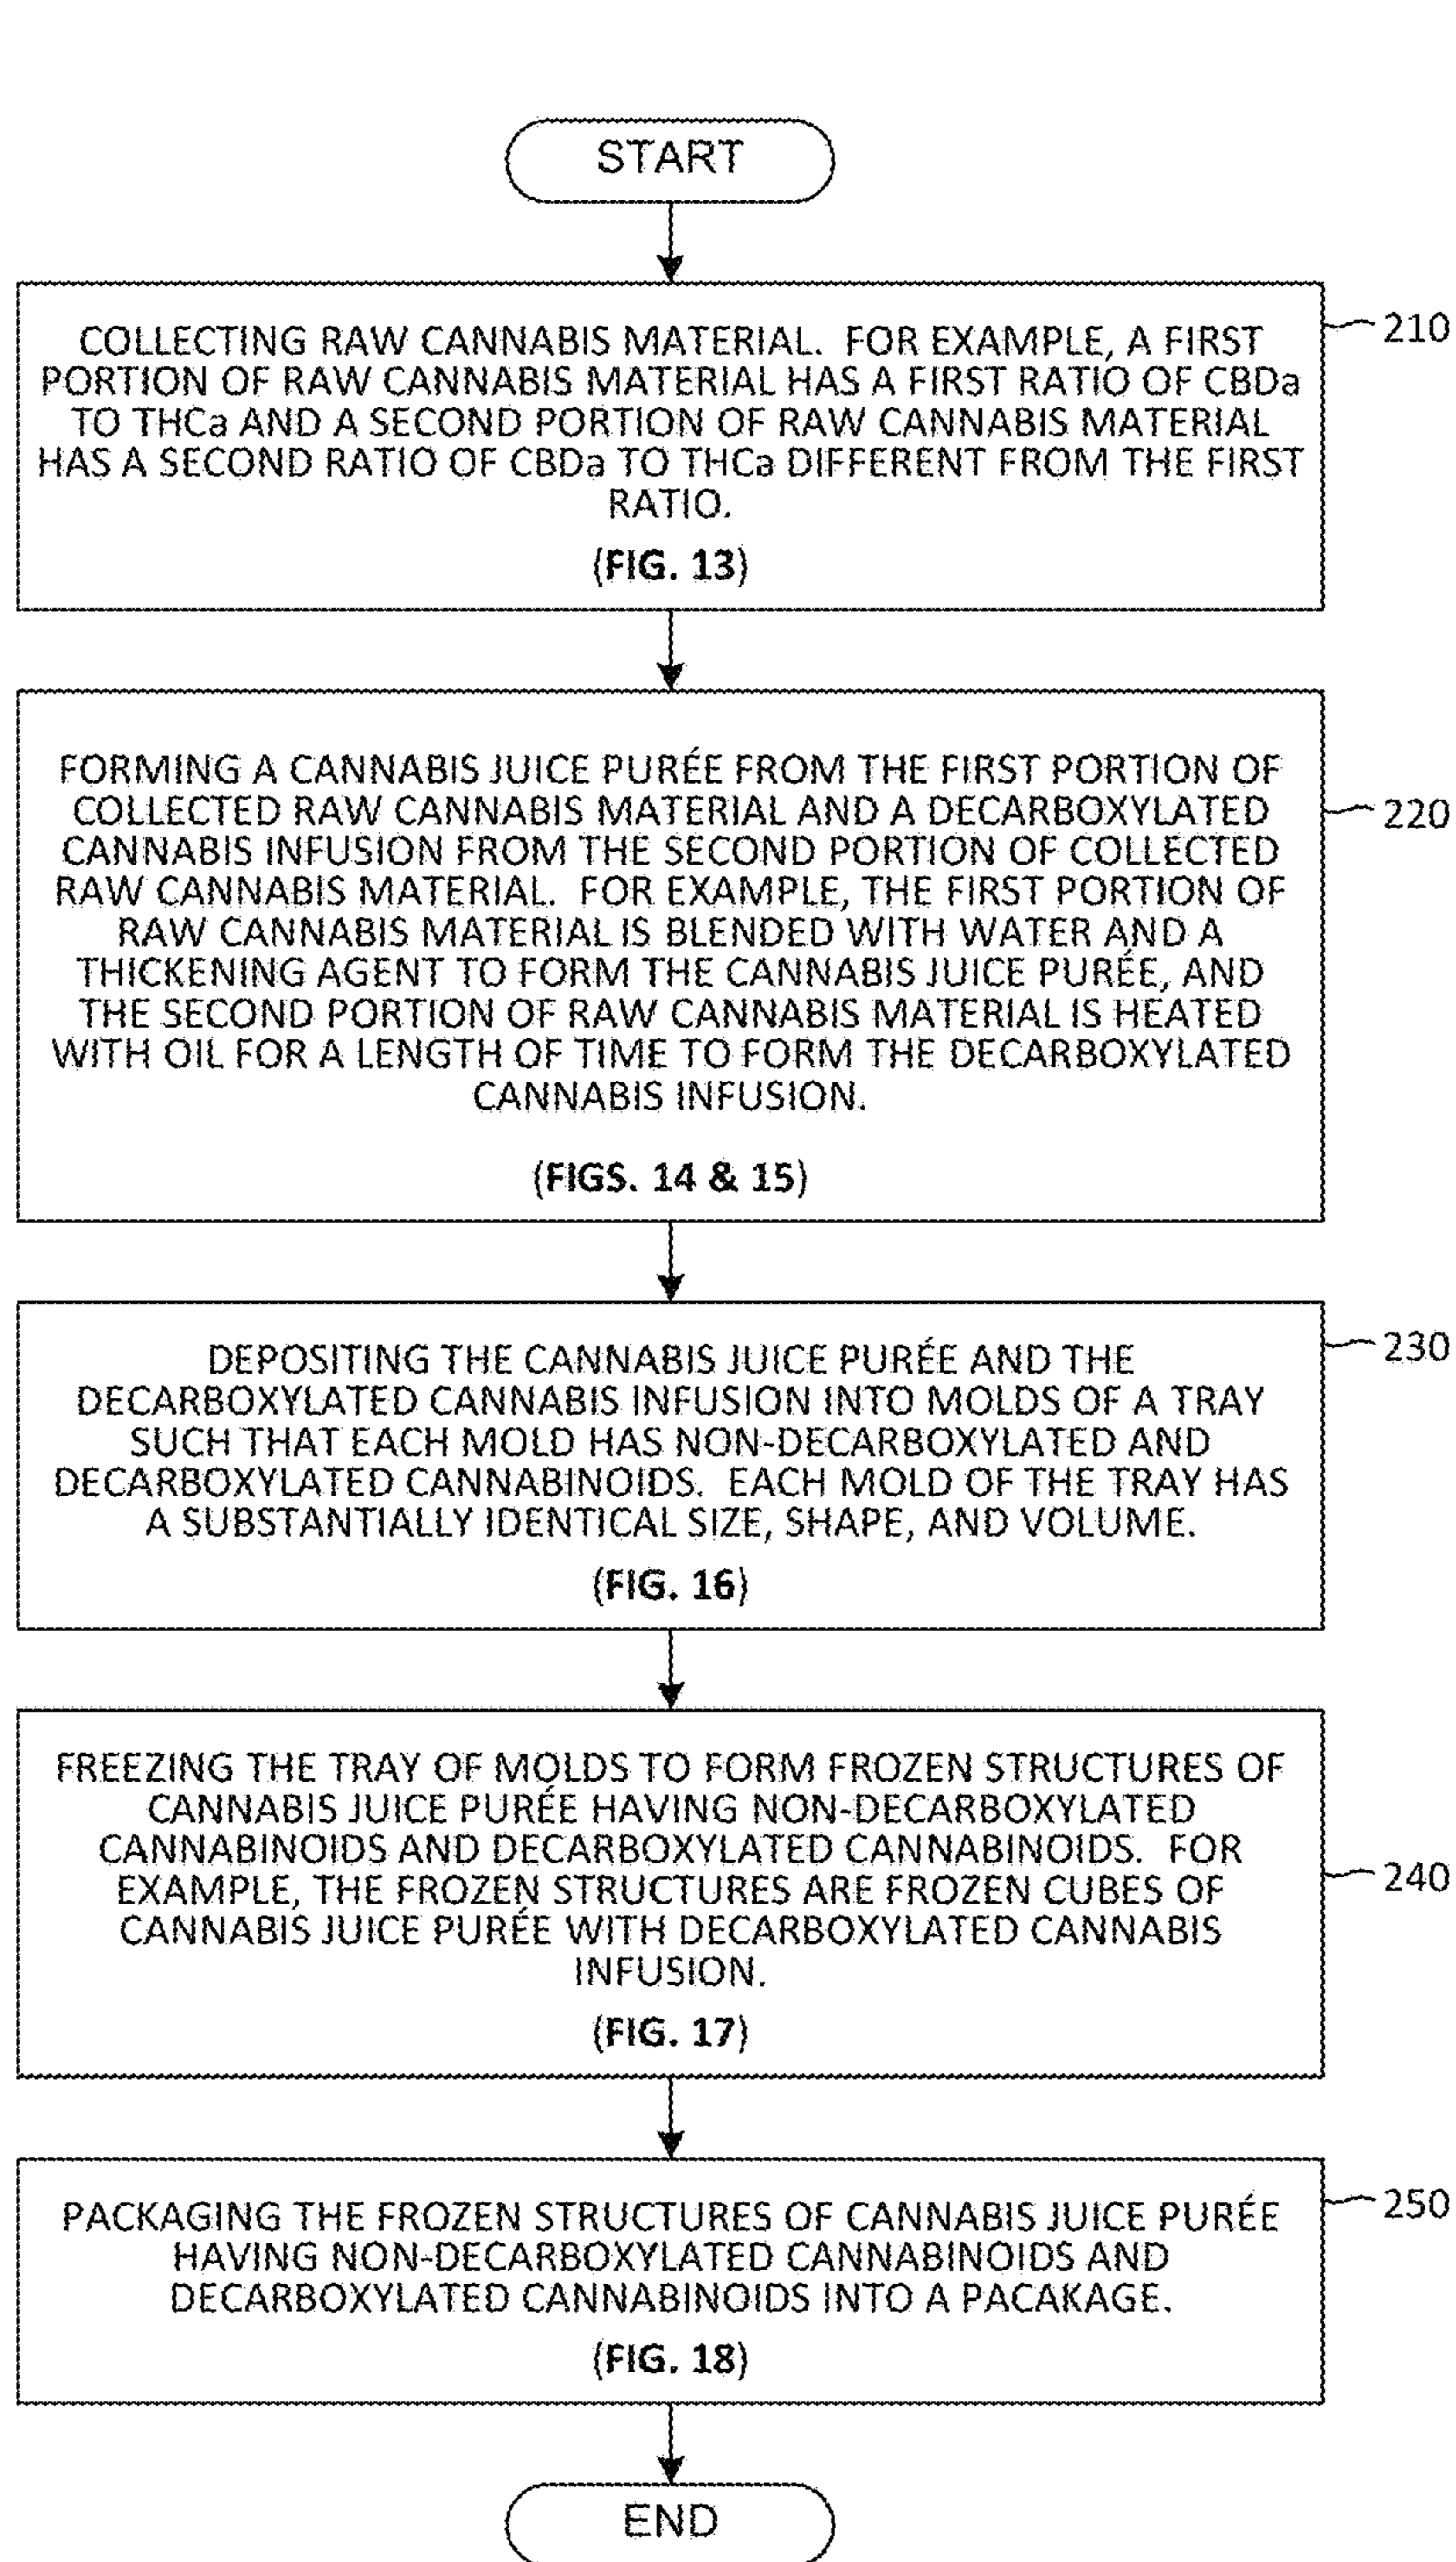 START
COLLECTING RAW CANNABIS MATERIAL. FOR EXAMPLE, A FIRST
PORTION OF RAW CANNABIS MATERIAL HAS A FIRST RATIO OF CBDa
TO THCa AND A SECOND PORTION OF RAW CANNABIS MATERIAL
HAS A SECOND RATIO OF CBDa TO THCa DIFFERENT FROM THE FIRST
RATIO.
(FIG. 13)
210
FORMING A CANNABIS JUICE PURÉE FROM THE FIRST PORTION OF
COLLECTED RAW CANNABIS MATERIAL AND A DECARBOXYLATED
CANNABIS INFUSION FROM THE SECOND PORTION OF COLLECTED
RAW CANNABIS MATERIAL. FOR EXAMPLE, THE FIRST PORTION OF
RAW CANNABIS MATERIAL IS BLENDED WITH WATER AND A
THICKENING AGENT TO FORM THE CANNABIS JUICE PURÉE, AND
THE SECOND PORTION OF RAW CANNABIS MATERIAL IS HEATED
WITH OIL FOR A LENGTH OF TIME TO FORM THE DECARBOXYLATED
CANNABIS INFUSION.
(FIGS. 14 & 15)
220
DEPOSITING THE CANNABIS JUICE PURÉE AND THE
DECARBOXYLATED CANNABIS INFUSION INTO MOLDS OF A TRAY
SUCH THAT EACH MOLD HAS NON-DECARBOXYLATED AND
DECARBOXYLATED CANNABINOIDS. EACH MOLD OF THE TRAY HAS
A SUBSTANTIALLY IDENTICAL SIZE, SHAPE, AND VOLUME.
(FIG. 16)
230
FREEZING THE TRAY OF MOLDS TO FORM FROZEN STRUCTURES OF
CANNABIS JUICE PURÉE HAVING NON-DECARBOXYLATED
CANNABINOIDS AND DECARBOXYLATED CANNABINOIDS. FOR
EXAMPLE, THE FROZEN STRUCTURES ARE FROZEN CUBES OF
CANNABIS JUICE PURÉE WITH DECARBOXYLATED CANNABIS
INFUSION.
(FIG. 17)
240
PACKAGING THE FROZEN STRUCTURES OF CANNABIS JUICE PURÉE
HAVING NON-DECARBOXYLATED CANNABINOIDS AND
DECARBOXYLATED CANNABINOIDS INTO A PACAKAGE.
(FIG. 18)
250
END